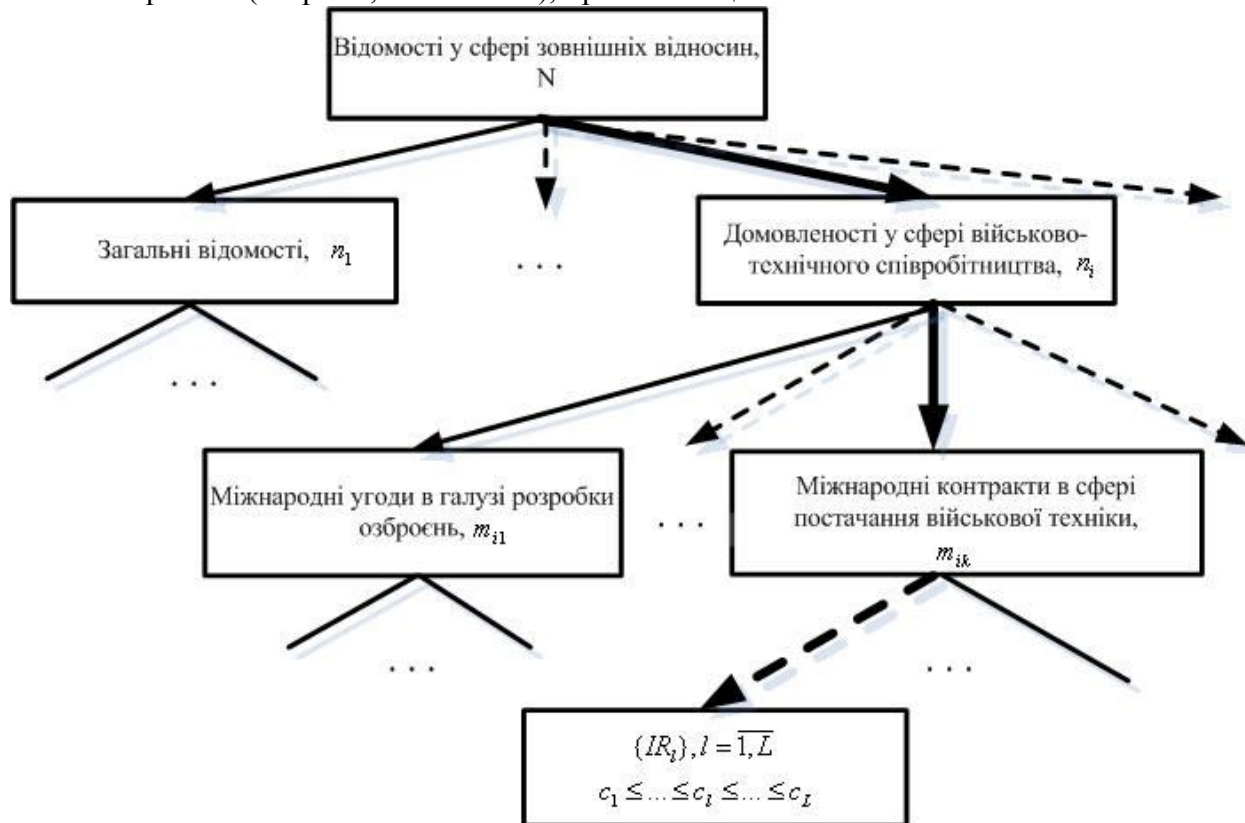 Відомості у сфері зовнішніх відносин,
N
Загальні відомості, n₁
. . .
Домовленості у сфері військово-
технічного співробітництва, nᵢ
. . .
Міжнародні угоди в галузі розробки
озброєнь, mᵢ₁
. . .
Міжнародні контракти в сфері
постачання військової техніки,
mᵢₖ
. . .
. . .
{IRₗ}, l = 1,L
c₁ ≤ ... ≤ cₗ ≤ ... ≤ c_L